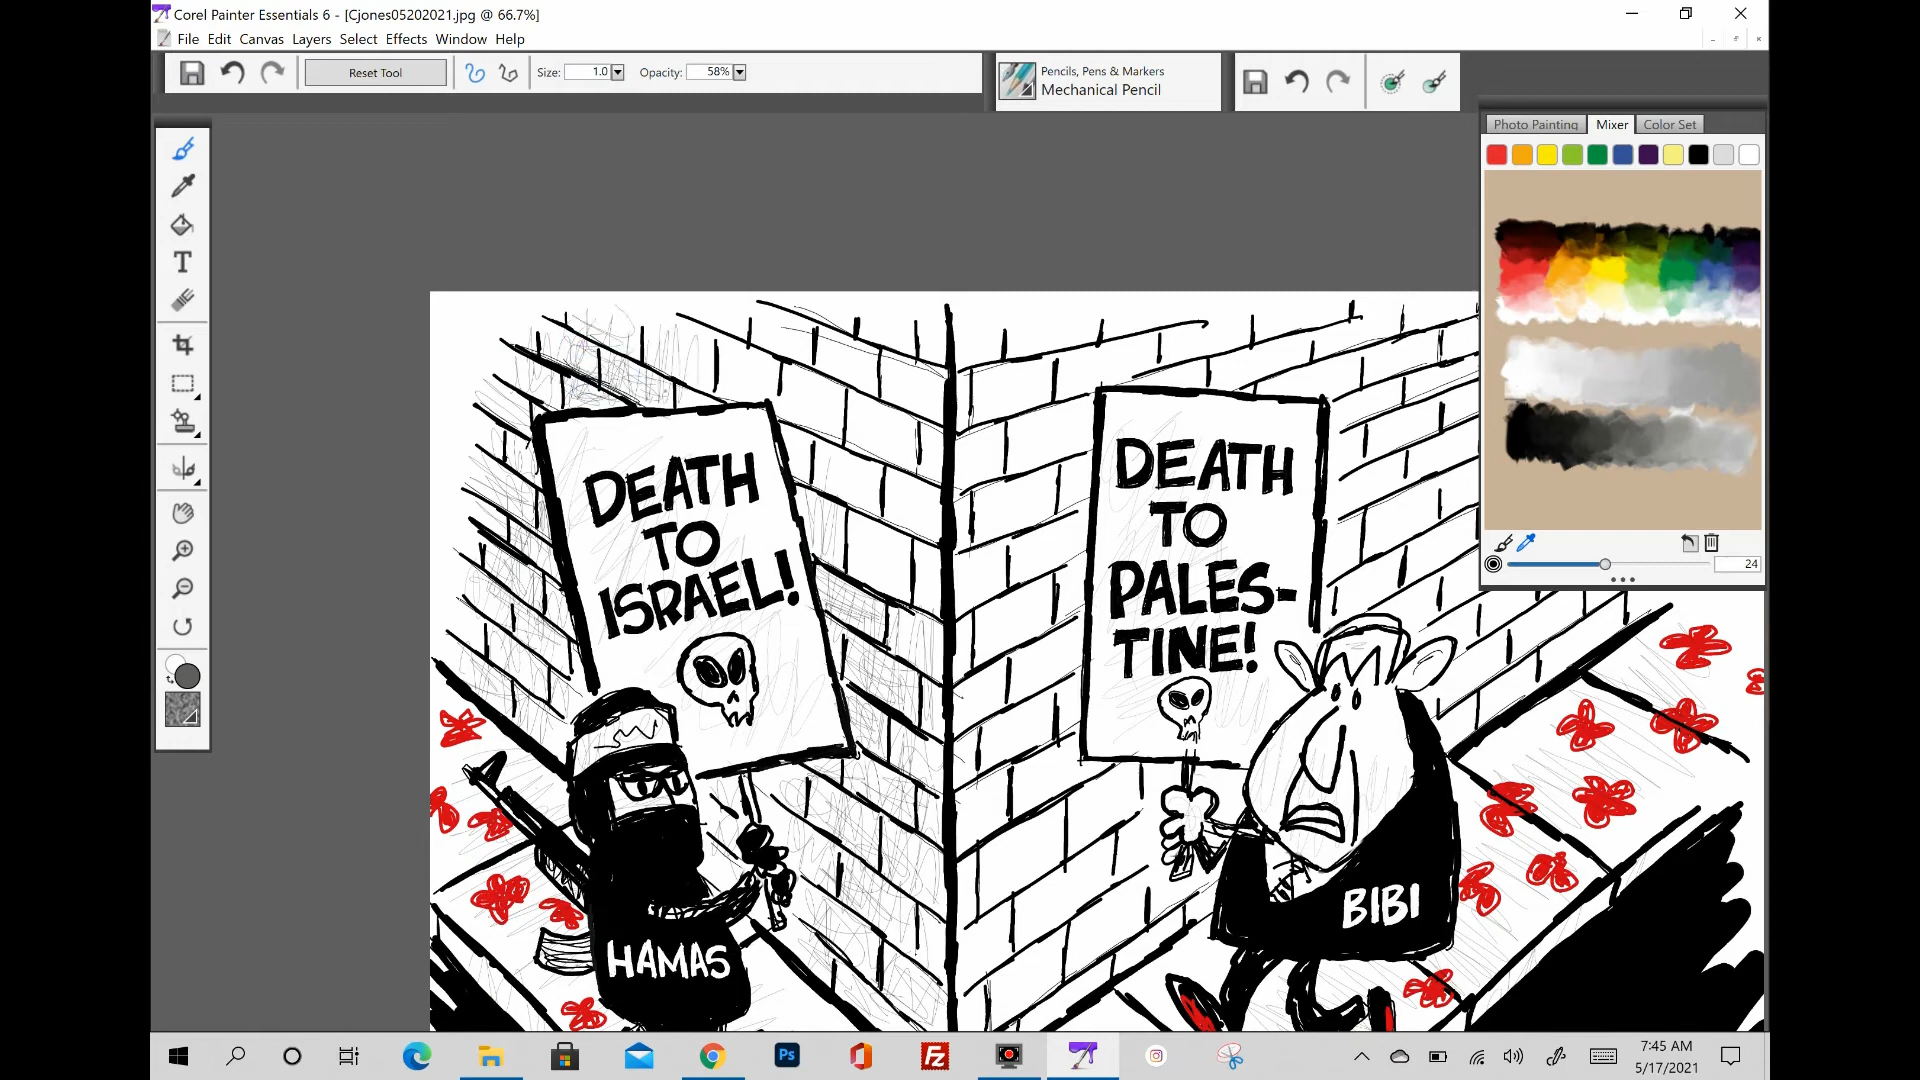 Corel Painter Essentials 6 - [Cjones05202021.jpg @ 66.7%]
File Edit Canvas Layers Select Effects Window Help
Reset Tool
Size: 1.0
Opacity: 58%
Pencils, Pens & Markers
Mechanical Pencil
Photo Painting Mixer Color Set
24
DEATH
TO
ISRAEL!
DEATH
TO
PALES-
TINE!
HAMAS
BIBI
Ps
Fz
7:45 AM
5/17/2021